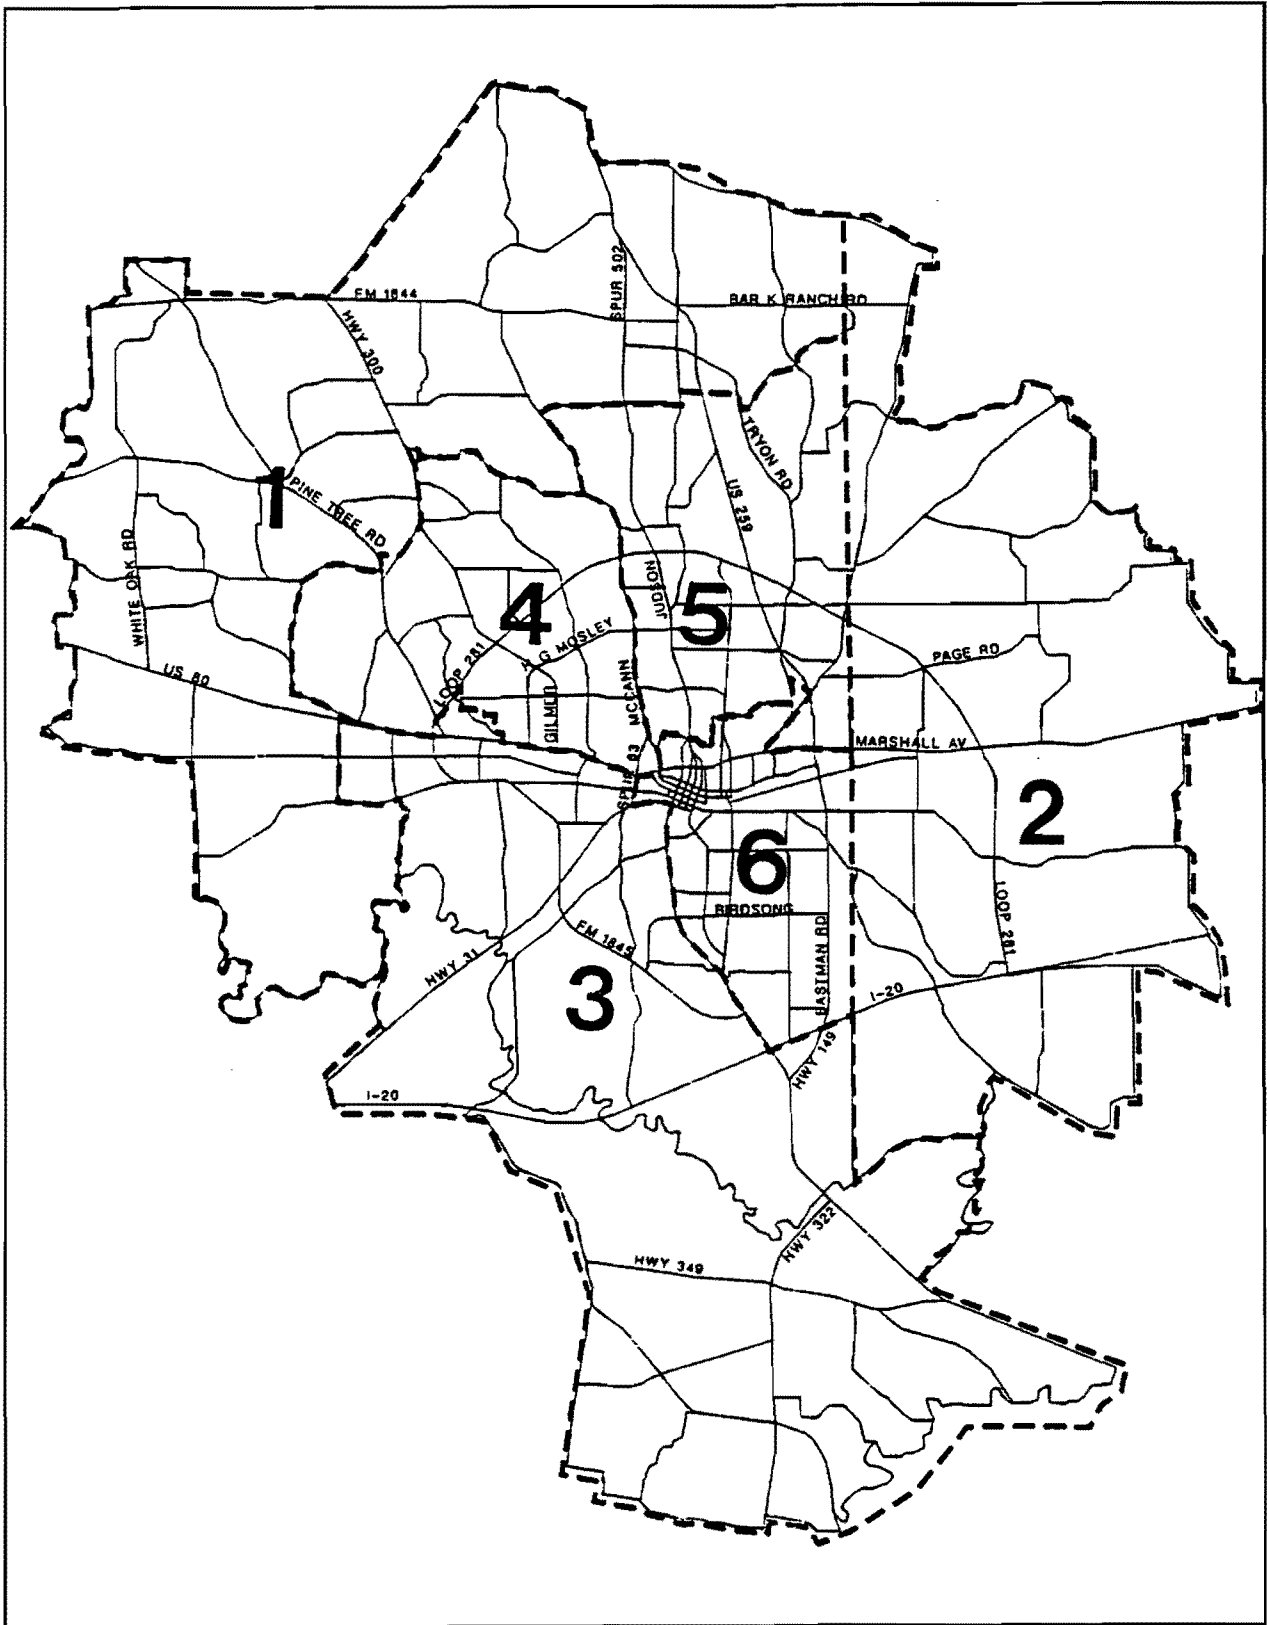 FM 1844
SPUR 502
BAR K RANCH RD
HWY 300
TRYON RD
1
PINE TREE RD
US 259
WHITE OAK RD
JUDSON
4
5
H G MOSLEY
LOOP 281
PAGE RD
US 80
MCCANN
GILMER
MARSHALL AV
SPUR 63
2
6
LOOP 281
BIRDSONG
EASTMAN RD
FM 1845
HWY 31
3
I-20
HWY 149
I-20
HWY 322
HWY 349